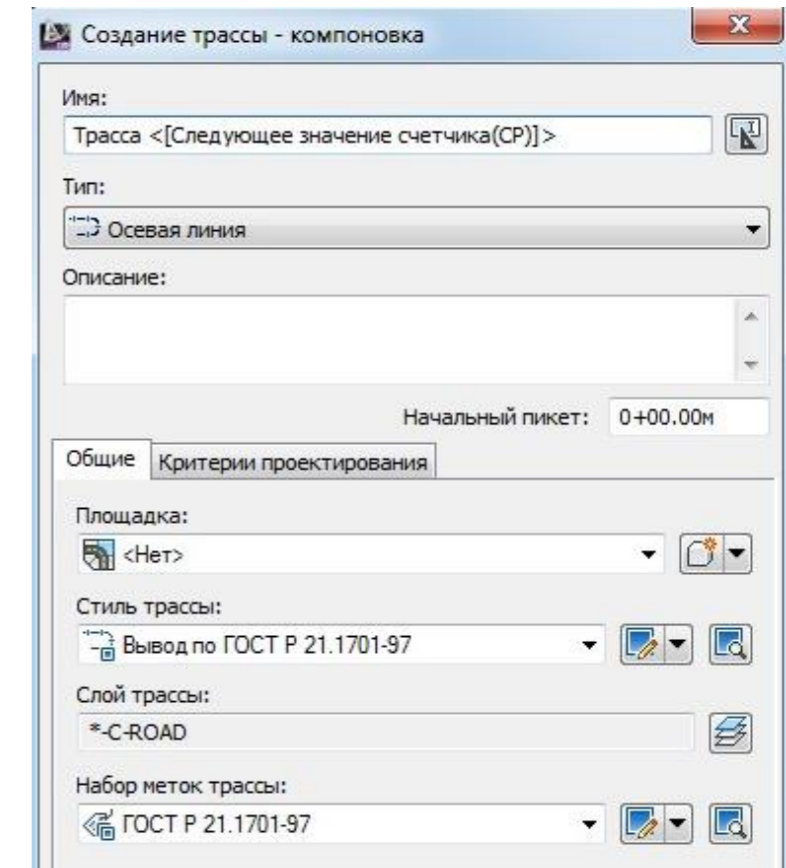 Создание трассы - компоновка
Имя:
Трасса <[Следующее значение счетчика(CP)]>
Тип:
Осевая линия
Описание:
Начальный пикет: 0+00.00м
Общие Критерии проектирования
Площадка:
<Нет>
Стиль трассы:
Вывод по ГОСТ Р 21.1701-97
Слой трассы:
*-C-ROAD
Набор меток трассы:
ГОСТ Р 21.1701-97